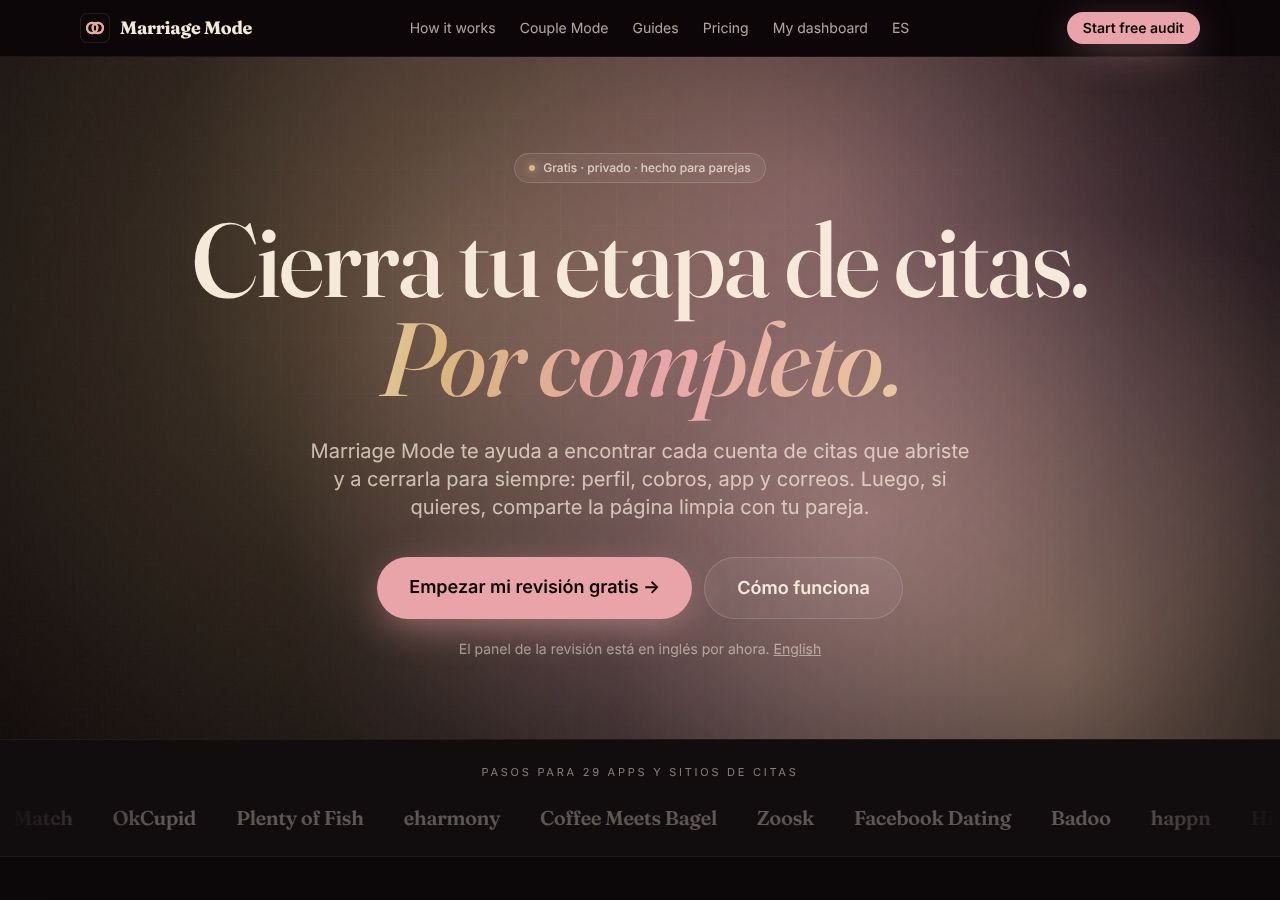 Marriage Mode
How it works
Couple Mode
Guides
Pricing
My dashboard
ES
Start free audit
Gratis · privado · hecho para parejas
Cierra tu etapa de citas.
Por completo.
Marriage Mode te ayuda a encontrar cada cuenta de citas que abriste
y a cerrarla para siempre: perfil, cobros, app y correos. Luego, si
quieres, comparte la página limpia con tu pareja.
Empezar mi revisión gratis →
Cómo funciona
El panel de la revisión está en inglés por ahora. English
PASOS PARA 29 APPS Y SITIOS DE CITAS
Match
OkCupid
Plenty of Fish
eharmony
Coffee Meets Bagel
Zoosk
Facebook Dating
Badoo
happn